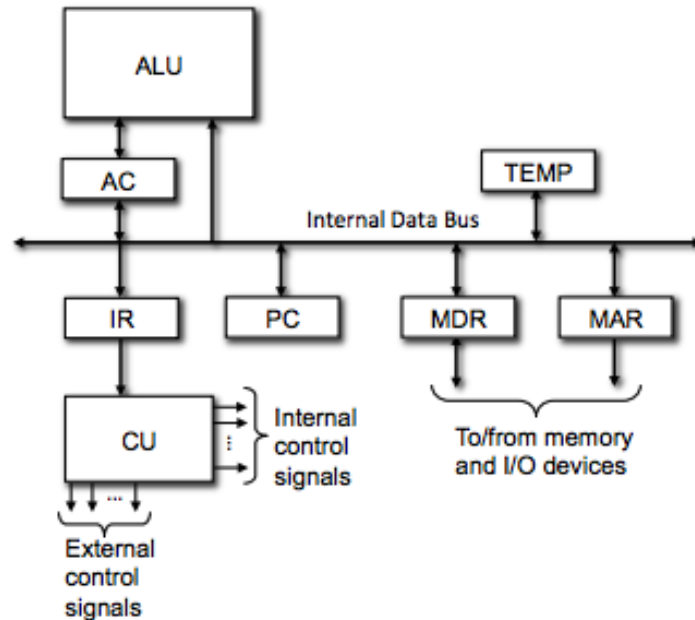 ALU
AC
TEMP
Internal Data Bus
IR
PC
MDR
MAR
CU
...
Internal
control
signals
To/from memory
and I/O devices
...
External
control
signals